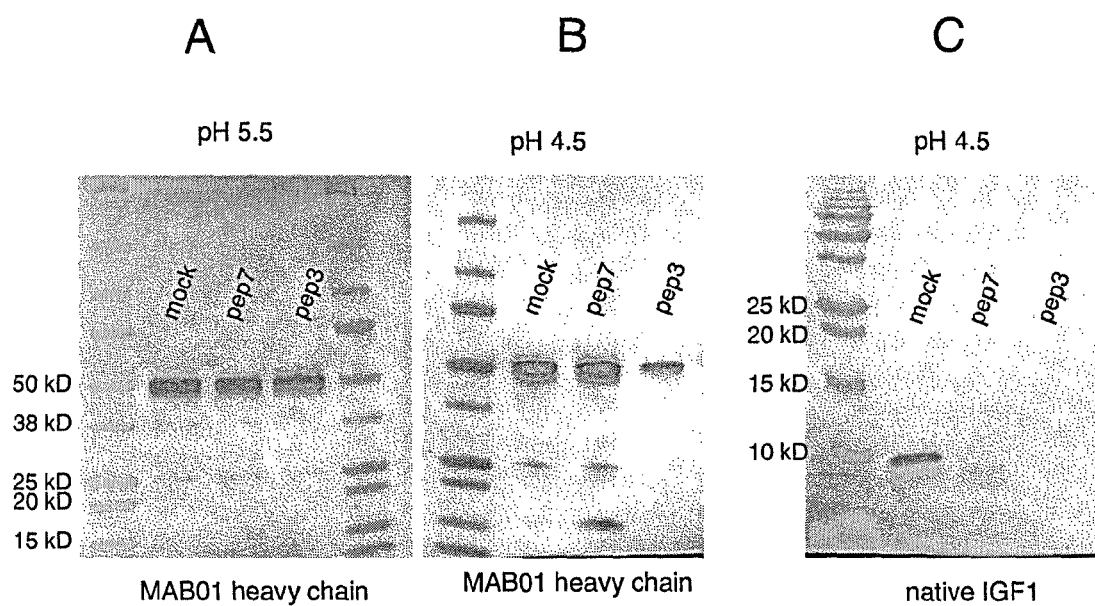 A
B
C
pH 5.5
pH 4.5
pH 4.5
mock
pep7
pep3
mock
pep7
pep3
mock
pep7
pep3
50 kD
38 kD
25 kD
20 kD
15 kD
25 kD
20 kD
15 kD
10 kD
MAB01 heavy chain
MAB01 heavy chain
native IGF1